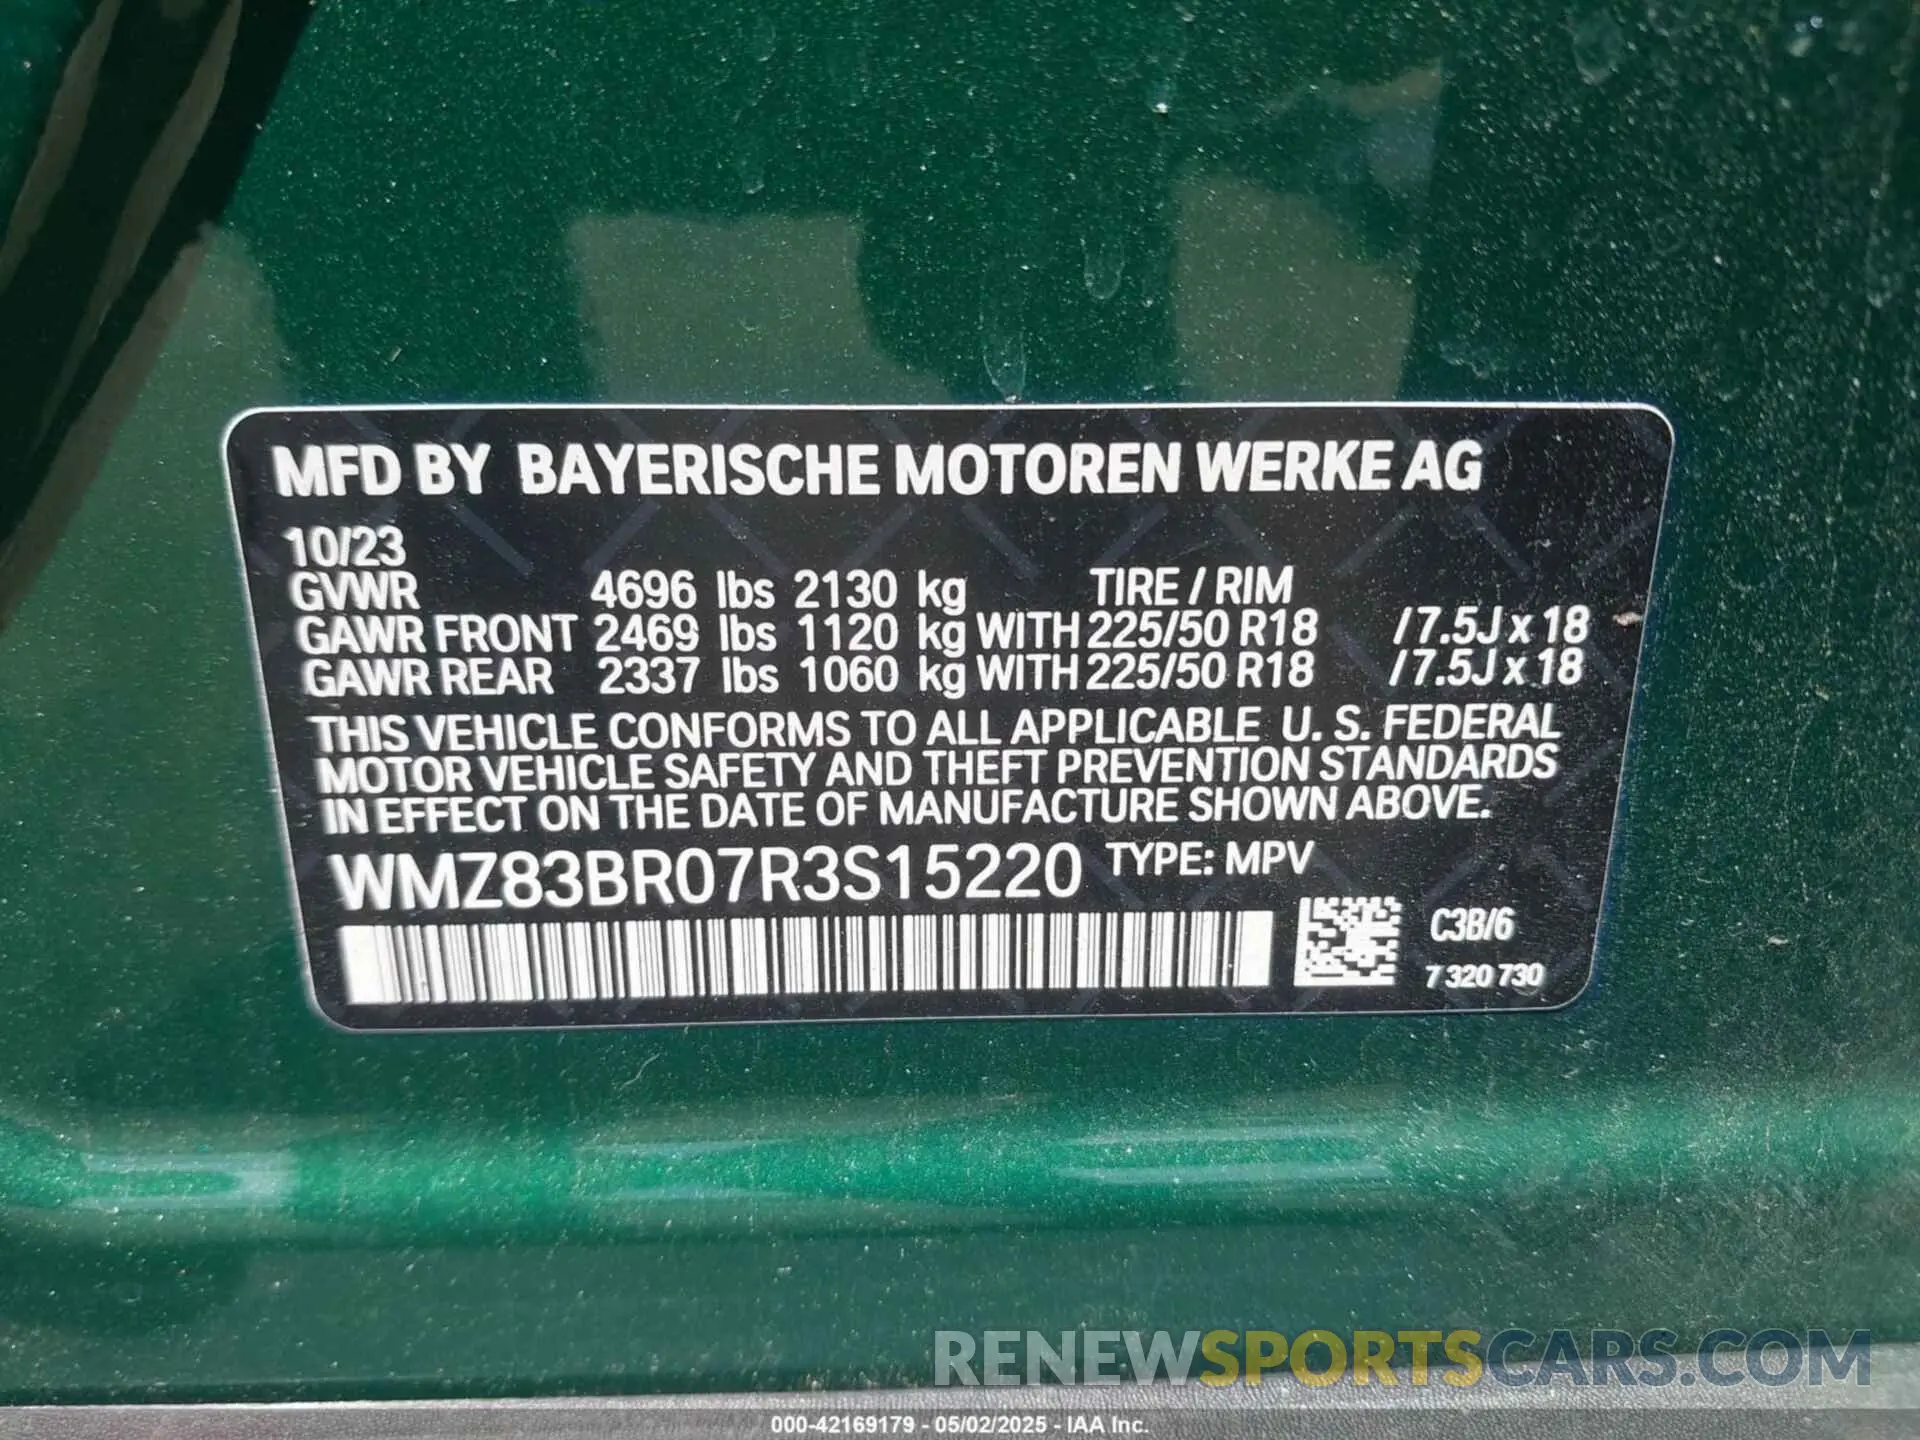 MFD BY BAYERISCHE MOTOREN WERKE AG
10/23
GVWR 4696 lbs 2130 kg TIRE / RIM
GAWR FRONT 2469 lbs 1120 kg WITH 225/50 R18 / 7.5J x 18
GAWR REAR 2337 lbs 1060 kg WITH 225/50 R18 / 7.5J x 18
THIS VEHICLE CONFORMS TO ALL APPLICABLE U. S. FEDERAL
MOTOR VEHICLE SAFETY AND THEFT PREVENTION STANDARDS
IN EFFECT ON THE DATE OF MANUFACTURE SHOWN ABOVE.
WMZ83BR07R3S15220 TYPE: MPV
C3B/6
7 320 730
RENEWSPORTSCARS.COM
000-42169179 - 05/02/2025 - IAA Inc.